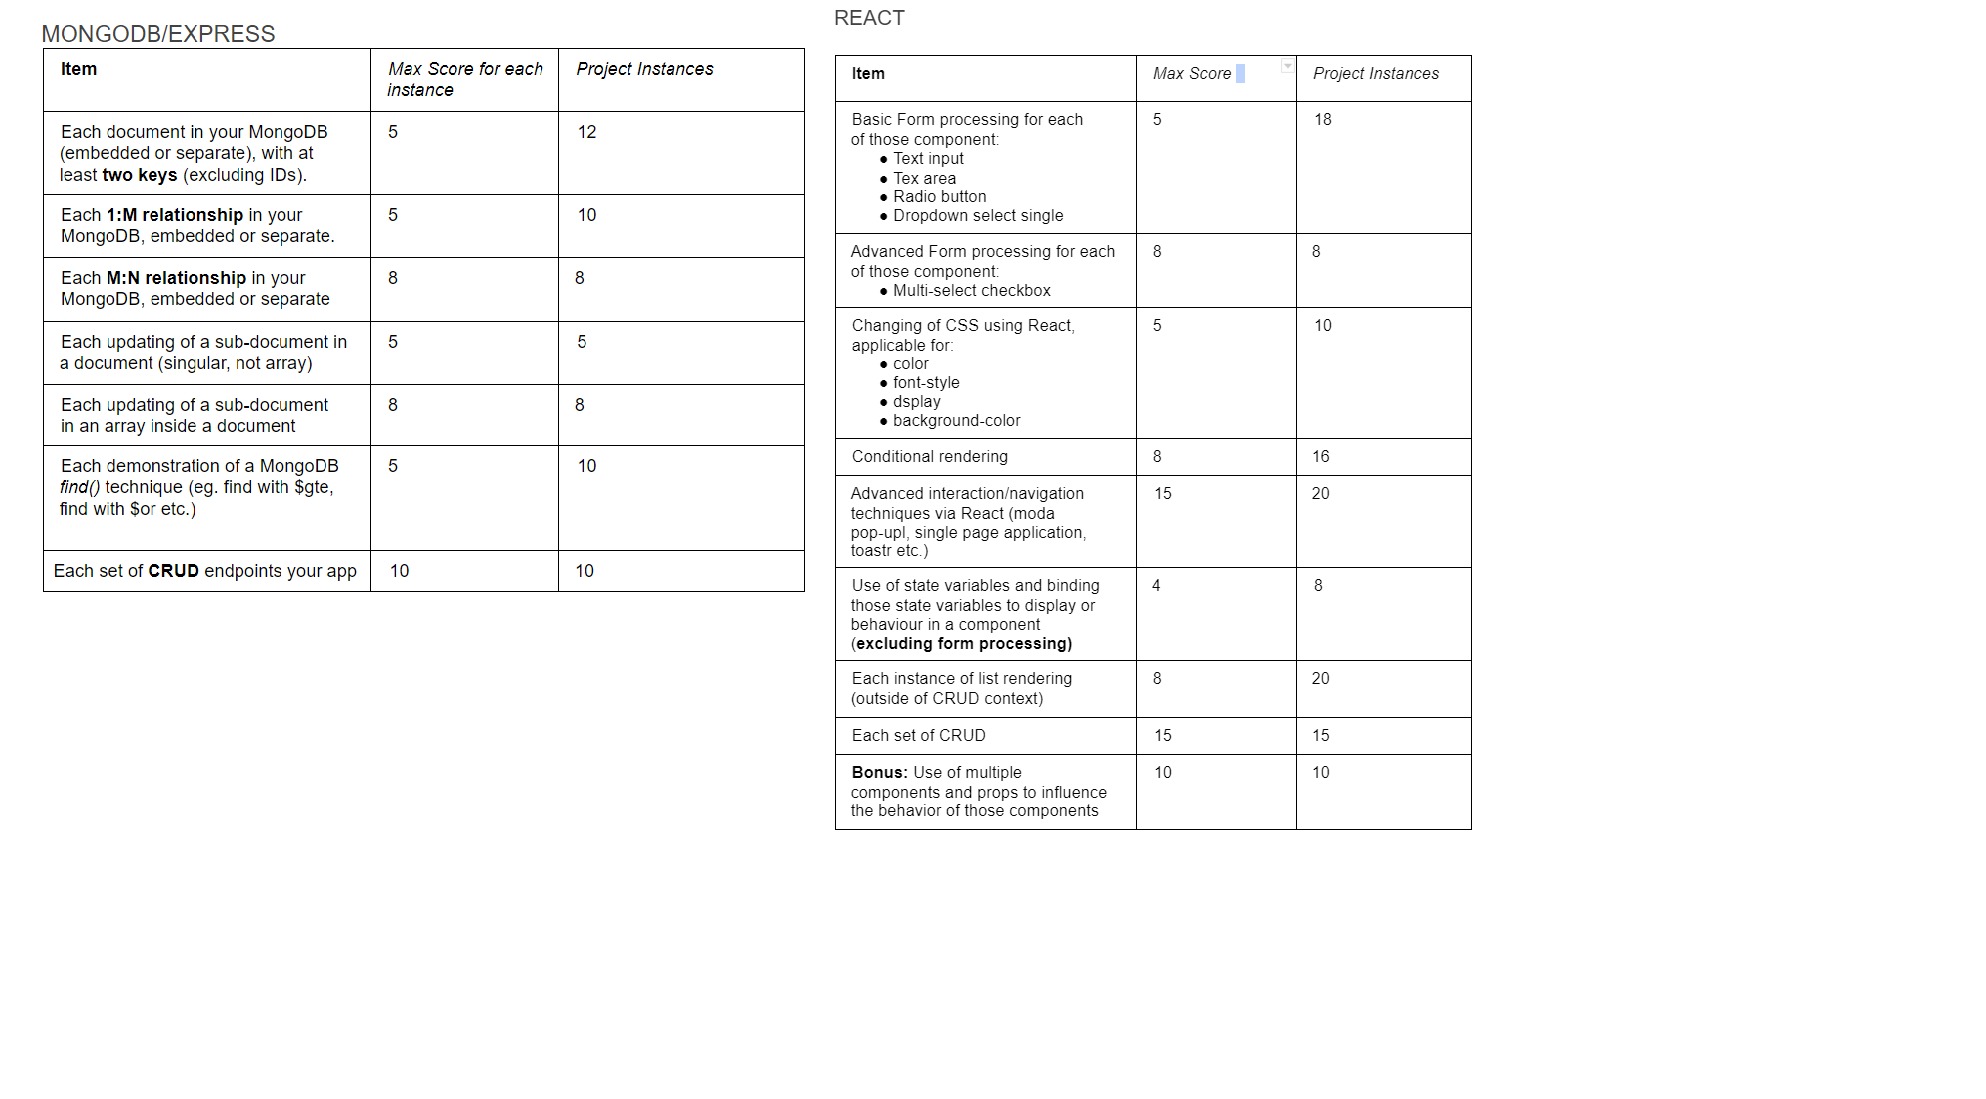 MONGODB/EXPRESS
Item
Max Score for each
instance
Project Instances
Each document in your MongoDB
(embedded or separate), with at
least two keys (excluding IDs).
5
12
Each 1:M relationship in your
MongoDB, embedded or separate.
5
10
Each M:N relationship in your
MongoDB, embedded or separate
8
8
Each updating of a sub-document in
a document (singular, not array)
5
5
Each updating of a sub-document
in an array inside a document
8
8
Each demonstration of a MongoDB
find() technique (eg. find with $gte,
find with $or etc.)
5
10
Each set of CRUD endpoints your app
10
10
REACT
Item
Max Score
Project Instances
Basic Form processing for each
of those component:
● Text input
● Tex area
● Radio button
● Dropdown select single
5
18
Advanced Form processing for each
of those component:
● Multi-select checkbox
8
8
Changing of CSS using React,
applicable for:
● color
● font-style
● dsplay
● background-color
5
10
Conditional rendering
8
16
Advanced interaction/navigation
techniques via React (moda
pop-upl, single page application,
toastr etc.)
15
20
Use of state variables and binding
those state variables to display or
behaviour in a component
(excluding form processing)
4
8
Each instance of list rendering
(outside of CRUD context)
8
20
Each set of CRUD
15
15
Bonus: Use of multiple
components and props to influence
the behavior of those components
10
10